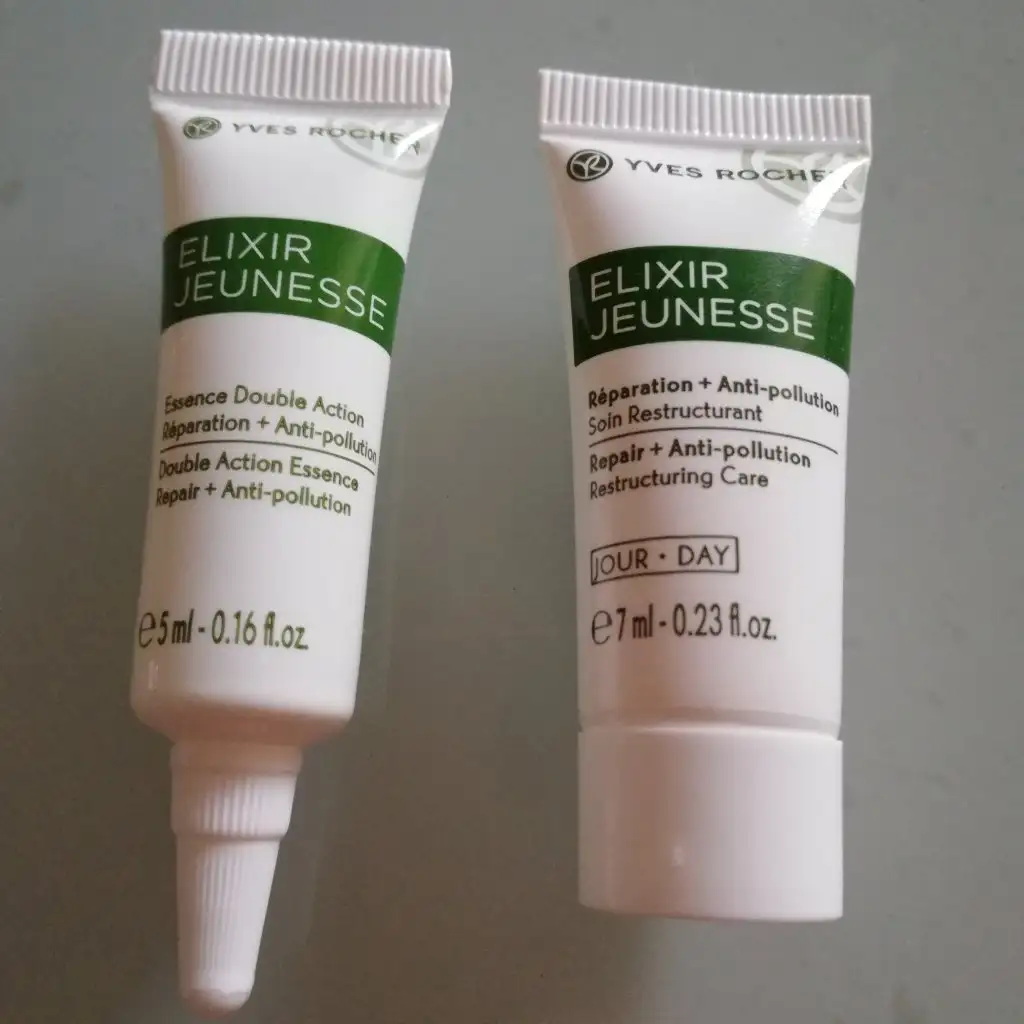 YVES ROCHER
ELIXIR
JEUNESSE
Essence Double Action
Réparation + Anti-pollution
Double Action Essence
Repair + Anti-pollution
e 5 ml - 0.16 fl.oz.
YVES ROCHER
ELIXIR
JEUNESSE
Réparation + Anti-pollution
Soin Restructurant
Repair + Anti-pollution
Restructuring Care
JOUR • DAY
e 7 ml - 0.23 fl.oz.